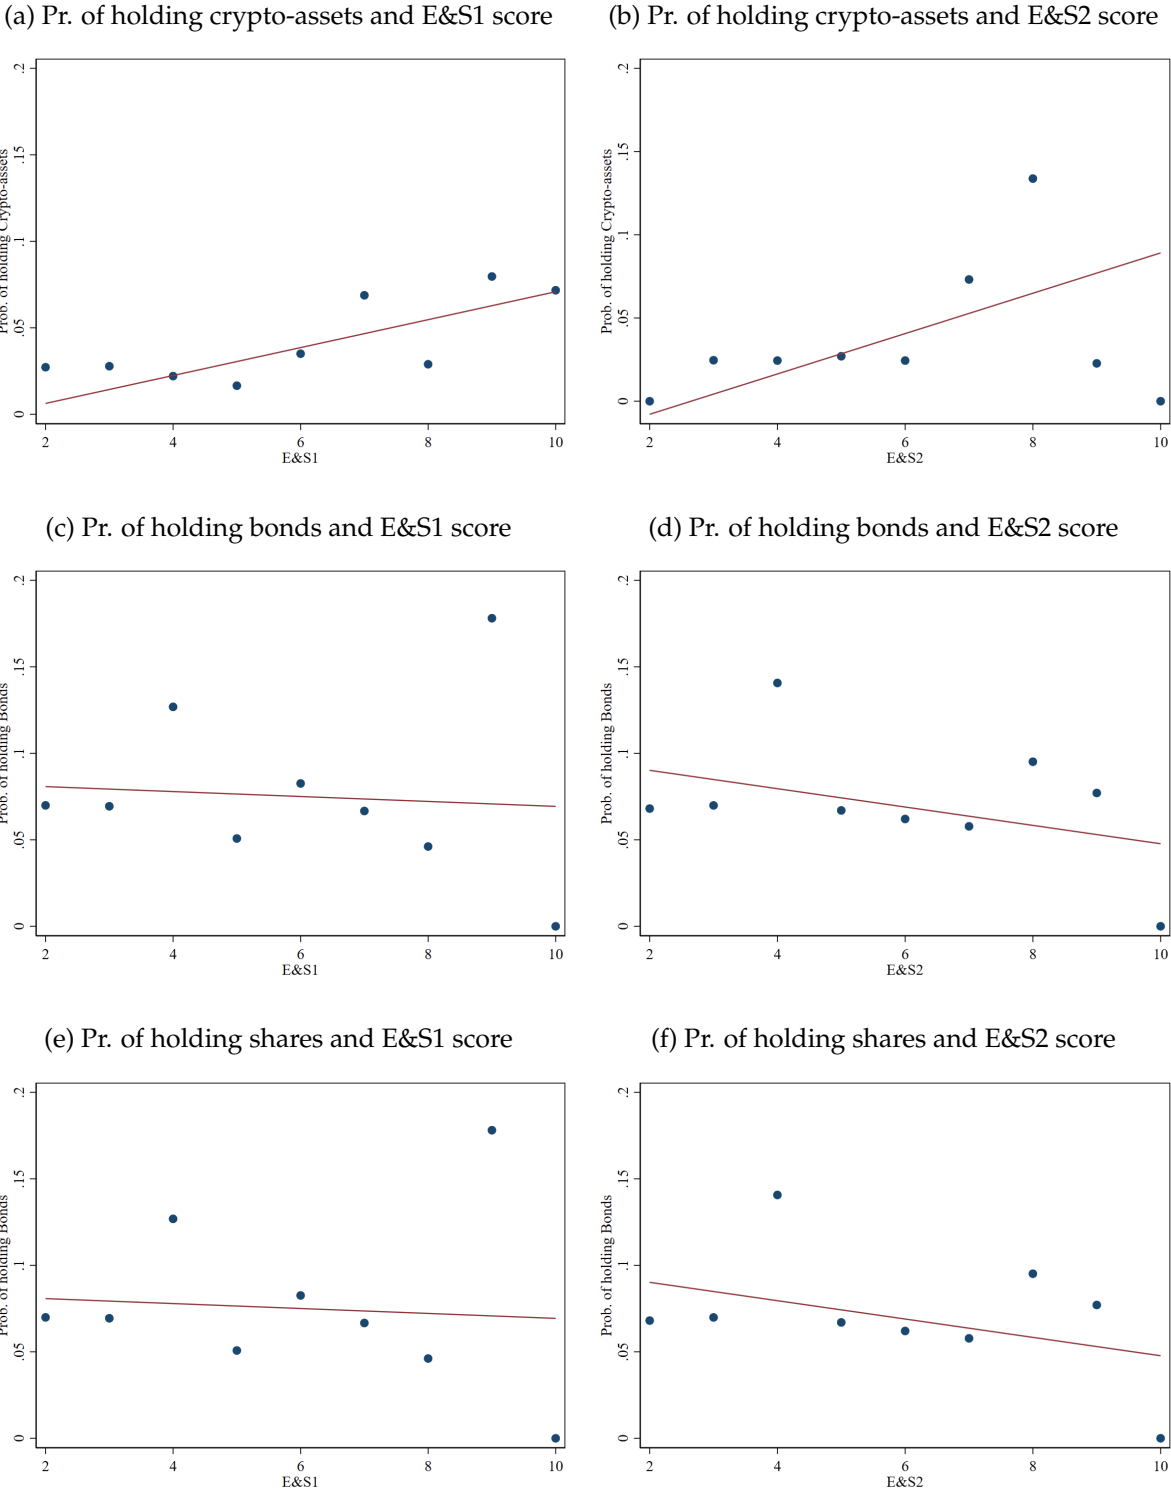 (a) Pr. of holding crypto-assets and E&S1 score
Prob. of holding Crypto-assets
.2
.15
.1
.05
0
2 4 6 8 10
E&S1
(b) Pr. of holding crypto-assets and E&S2 score
Prob. of holding Crypto-assets
.2
.15
.1
.05
0
2 4 6 8 10
E&S2
(c) Pr. of holding bonds and E&S1 score
Prob. of holding Bonds
.2
.15
.1
.05
0
2 4 6 8 10
E&S1
(d) Pr. of holding bonds and E&S2 score
Prob. of holding Bonds
.2
.15
.1
.05
0
2 4 6 8 10
E&S2
(e) Pr. of holding shares and E&S1 score
Prob. of holding Bonds
.2
.15
.1
.05
0
2 4 6 8 10
E&S1
(f) Pr. of holding shares and E&S2 score
Prob. of holding Bonds
.2
.15
.1
.05
0
2 4 6 8 10
E&S2